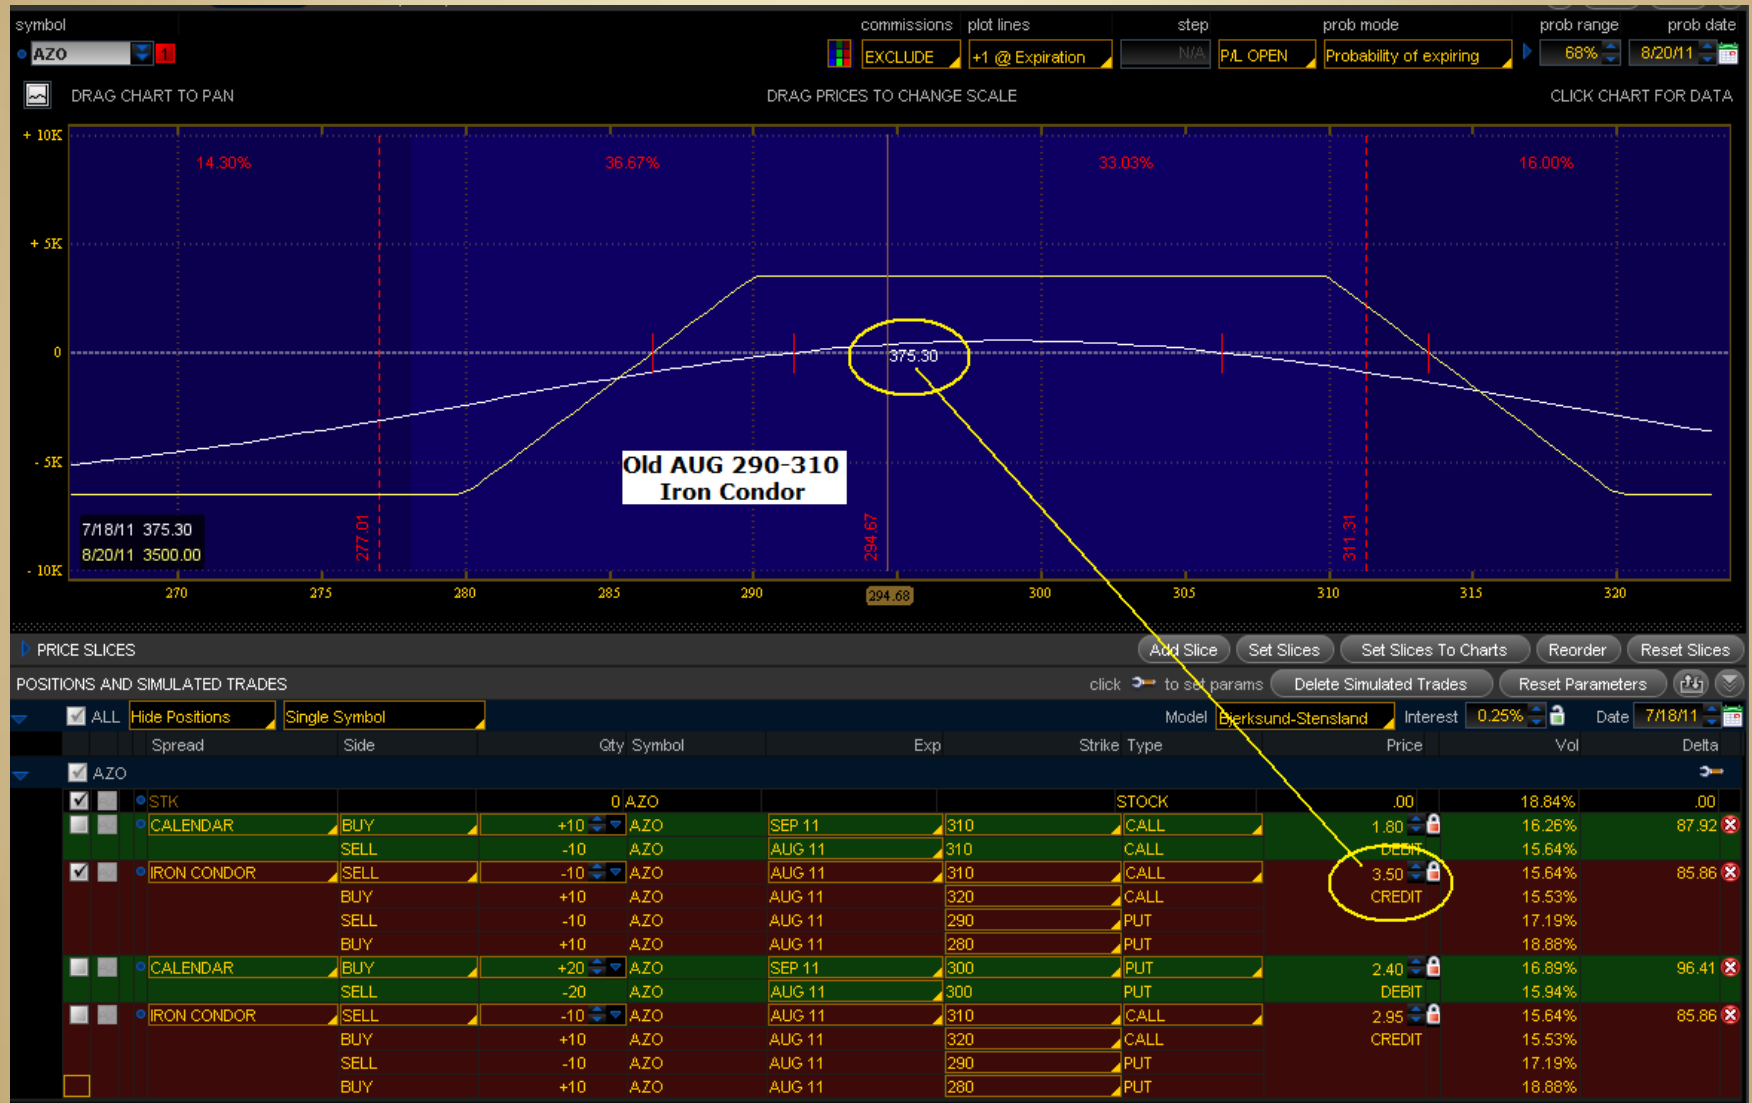 symbol commissions plot lines step prob mode prob range prob date
AZO 1 EXCLUDE +1 @ Expiration N/A P/L OPEN Probability of expiring 68% 8/20/11
DRAG CHART TO PAN DRAG PRICES TO CHANGE SCALE CLICK CHART FOR DATA
+ 10K
14.30% 36.67% 33.03% 16.00%
+ 5K
0
375.30
- 5K
Old AUG 290-310
Iron Condor
277.01 294.67 311.31
7/18/11 375.30
8/20/11 3500.00
- 10K
270 275 280 285 290 294.68 300 305 310 315 320
PRICE SLICES Add Slice Set Slices Set Slices To Charts Reorder Reset Slices
POSITIONS AND SIMULATED TRADES click to set params Delete Simulated Trades Reset Parameters
ALL Hide Positions Single Symbol Model Bjerksund-Stensland Interest 0.25% Date 7/18/11
Spread Side Qty Symbol Exp Strike Type Price Vol Delta
AZO
STK 0 AZO STOCK .00 18.84% .00
CALENDAR BUY +10 AZO SEP 11 310 CALL 1.80 16.26% 87.92
SELL -10 AZO AUG 11 310 CALL DEBIT 15.64%
IRON CONDOR SELL -10 AZO AUG 11 310 CALL 3.50 15.64% 85.86
BUY +10 AZO AUG 11 320 CALL CREDIT 15.53%
SELL -10 AZO AUG 11 290 PUT 17.19%
BUY +10 AZO AUG 11 280 PUT 18.88%
CALENDAR BUY +20 AZO SEP 11 300 PUT 2.40 16.89% 96.41
SELL -20 AZO AUG 11 300 PUT DEBIT 15.94%
IRON CONDOR SELL -10 AZO AUG 11 310 CALL 2.95 15.64% 85.86
BUY +10 AZO AUG 11 320 CALL CREDIT 15.53%
SELL -10 AZO AUG 11 290 PUT 17.19%
BUY +10 AZO AUG 11 280 PUT 18.88%